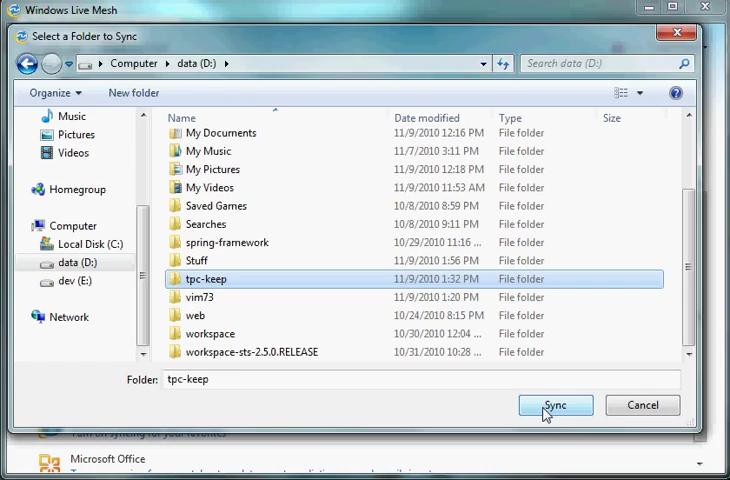 Windows Live Mesh
Select a Folder to Sync
Computer data (D:) Search data (D:)
Organize New folder
Name Date modified Type Size
Music
Pictures
Videos
Homegroup
Computer
Local Disk (C:)
data (D:)
dev (E:)
Network
My Documents 11/9/2010 12:16 PM File folder
My Music 11/7/2010 3:11 PM File folder
My Pictures 11/9/2010 12:18 PM File folder
My Videos 11/9/2010 11:53 AM File folder
Saved Games 10/8/2010 8:59 PM File folder
Searches 10/8/2010 9:11 PM File folder
spring-framework 10/29/2010 11:16 ... File folder
Stuff 11/9/2010 1:56 PM File folder
tpc-keep 11/9/2010 1:32 PM File folder
vim73 11/9/2010 1:20 PM File folder
web 10/24/2010 8:15 PM File folder
workspace 10/30/2010 12:04 ... File folder
workspace-sts-2.5.0.RELEASE 10/31/2010 10:28 ... File folder
Folder: tpc-keep
Sync Cancel
Turn on syncing for your favorites
Microsoft Office